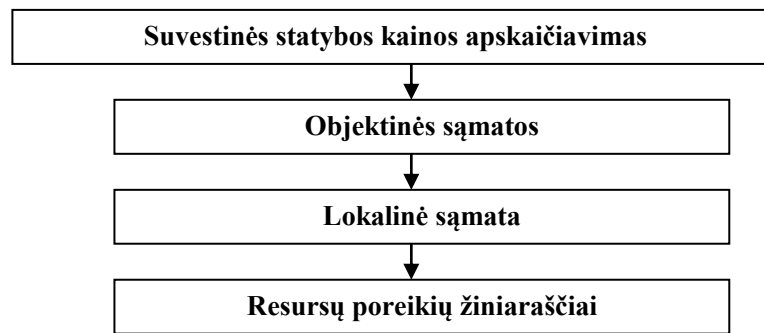 Suvestinės statybos kainos apskaičiavimas
Objektinės sąmatos
Lokalinė sąmata
Resursų poreikių žiniaraščiai